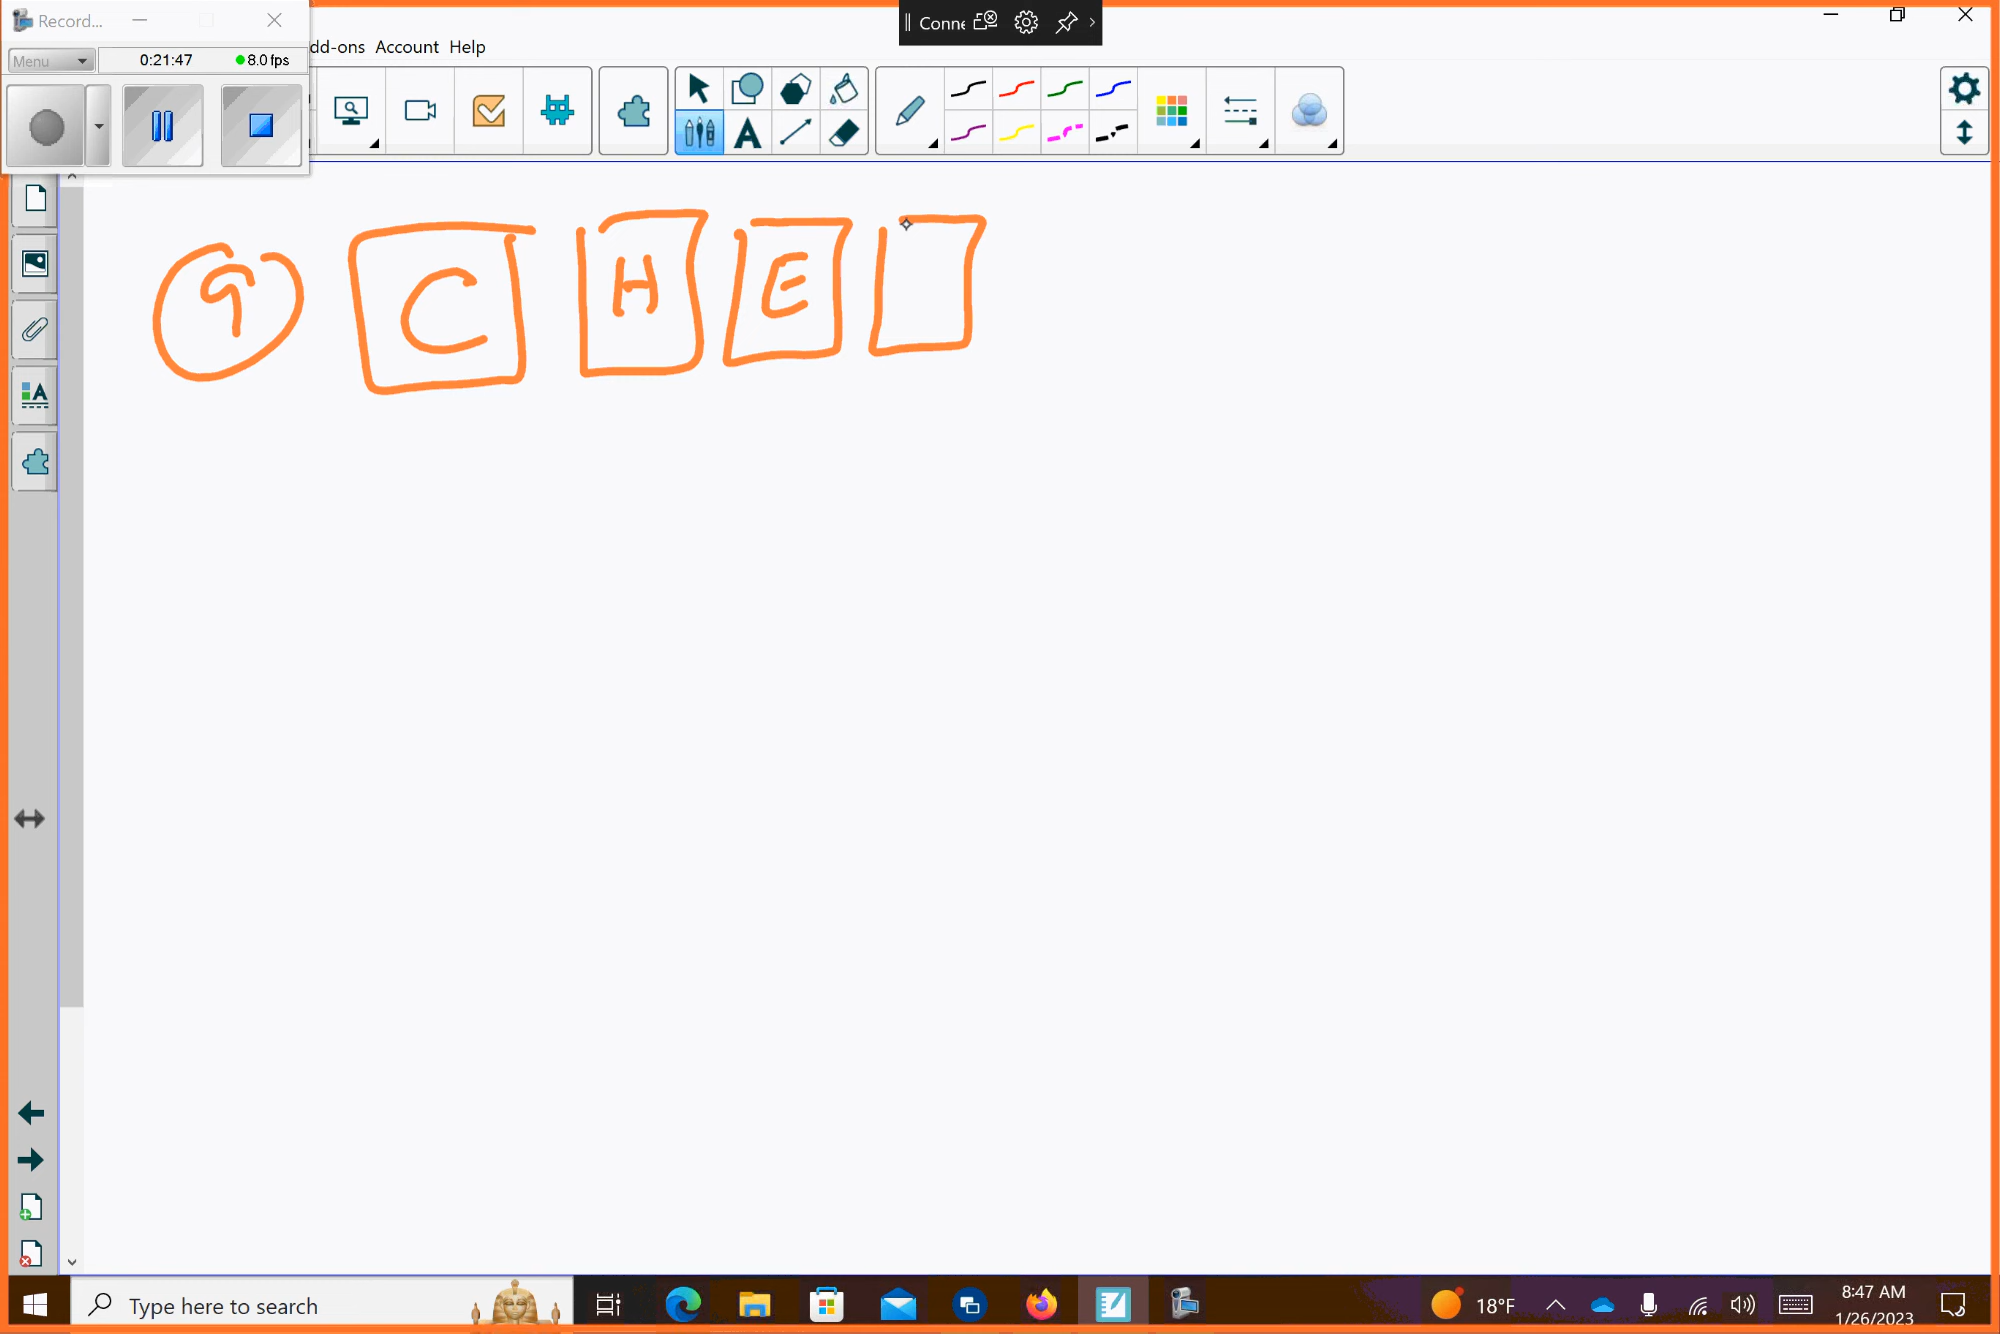 Record...
Conne
Menu
0:21:47
8.0 fps
dd-ons Account Help
9 C H E
Type here to search
18°F
8:47 AM
1/26/2023